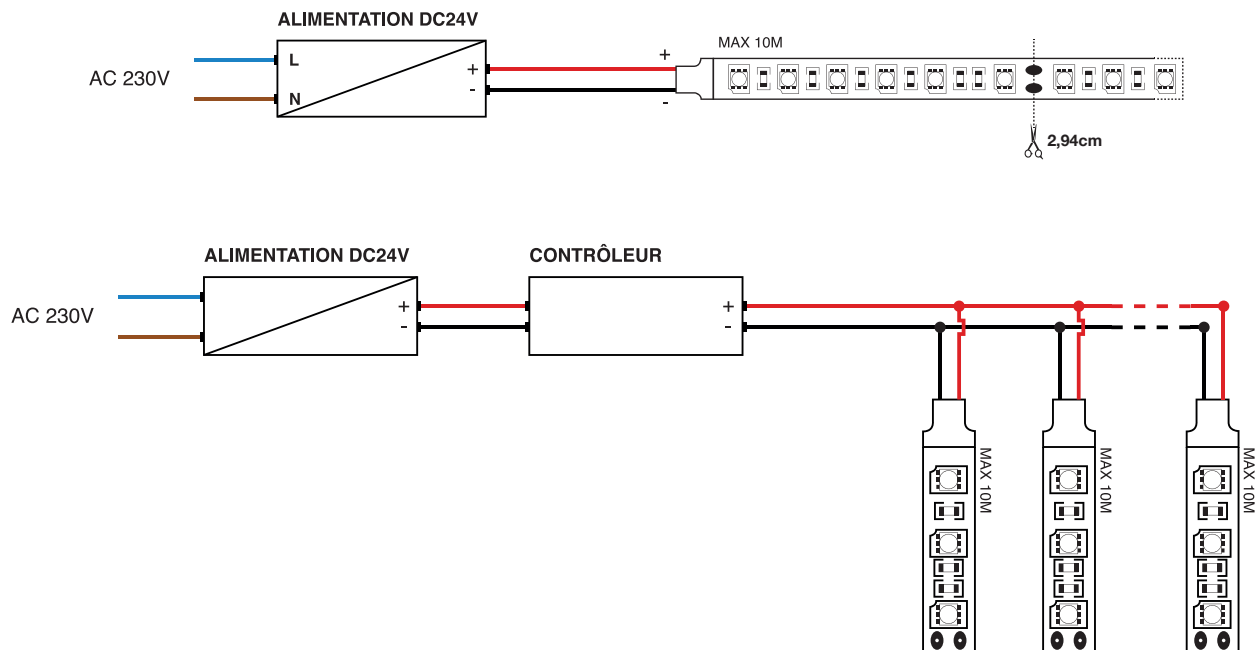 ALIMENTATION DC24V
AC 230V
L
N
+
-
+
-
MAX 10M
2,94cm
ALIMENTATION DC24V
CONTRÔLEUR
AC 230V
+
-
+
-
MAX 10M
MAX 10M
MAX 10M